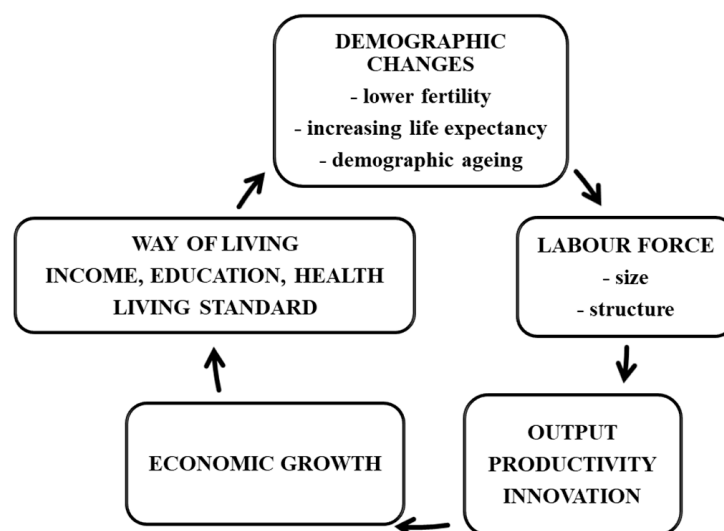 DEMOGRAPHIC
CHANGES
- lower fertility
- increasing life expectancy
- demographic ageing
LABOUR FORCE
- size
- structure
OUTPUT
PRODUCTIVITY
INNOVATION
ECONOMIC GROWTH
WAY OF LIVING
INCOME, EDUCATION, HEALTH
LIVING STANDARD